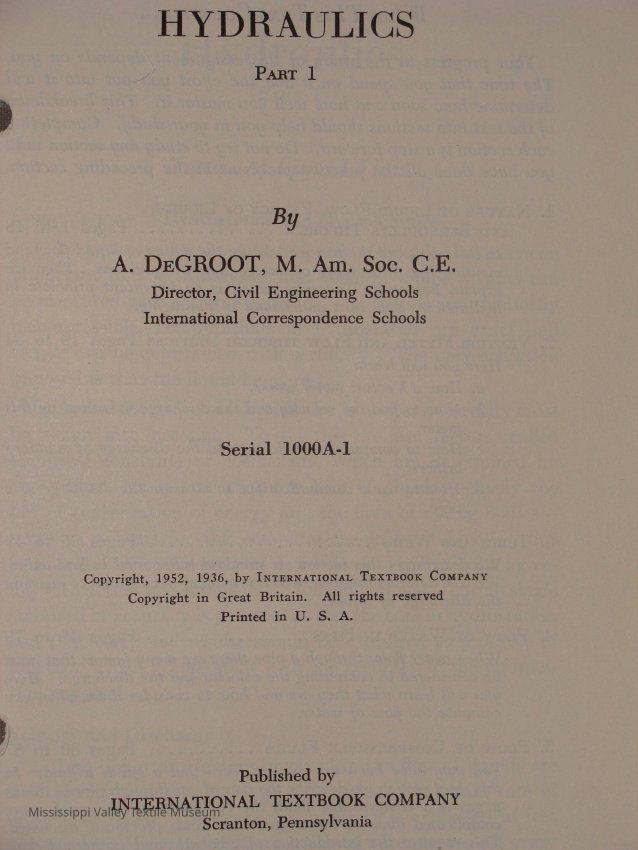 HYDRAULICS
PART 1
By
A. DEGROOT, M. Am. Soc. C.E.
Director, Civil Engineering Schools
International Correspondence Schools
Serial 1000A-1
Copyright, 1952, 1936, by INTERNATIONAL TEXTBOOK COMPANY
Copyright in Great Britain. All rights reserved
Printed in U. S. A.
Published by
INTERNATIONAL TEXTBOOK COMPANY
Mississippi Valley Textile Museum
Scranton, Pennsylvania